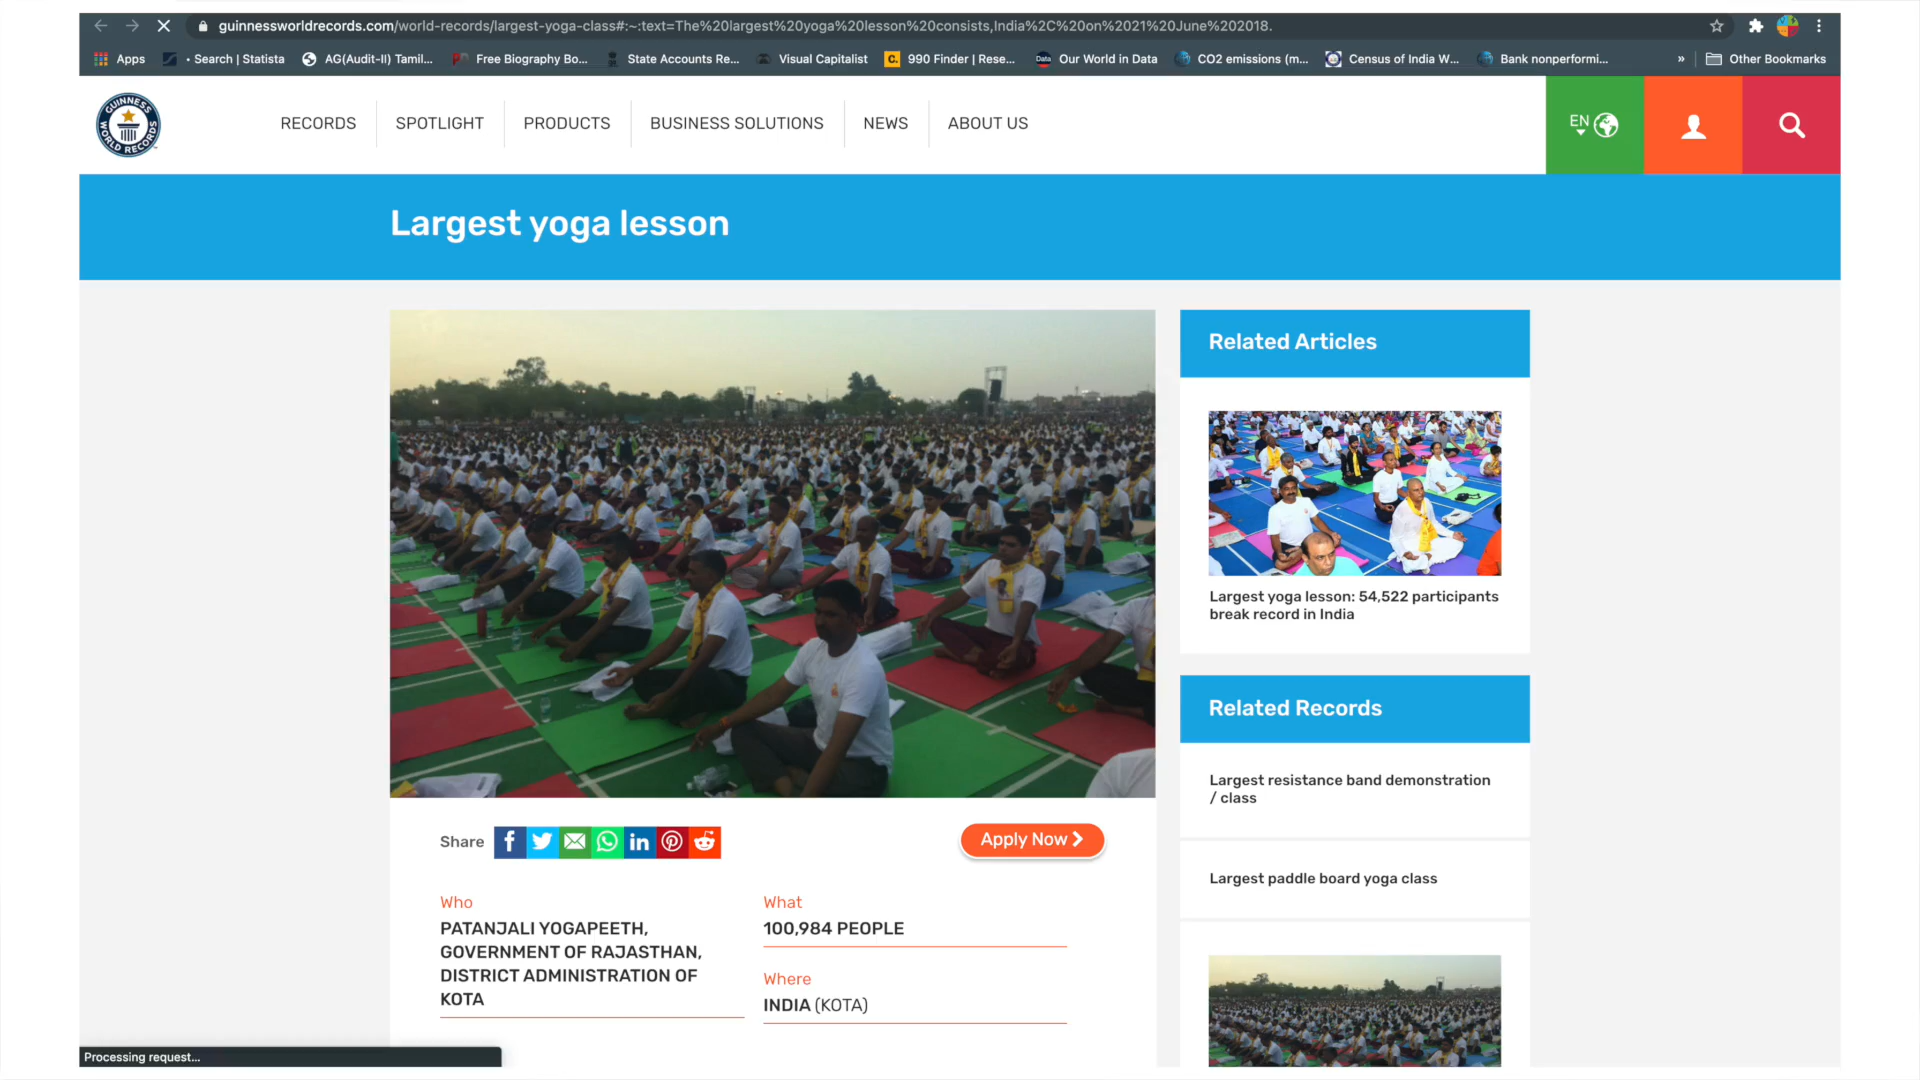 guinnessworldrecords.com/world-records/largest-yoga-class#:~:text=The%20largest%20yoga%20lesson%20consists,India%2C%20on%2021%20June%202018.
Apps
• Search | Statista
AG(Audit-II) Tamil...
Free Biography Bo...
State Accounts Re...
Visual Capitalist
C.
990 Finder | Rese...
Data
Our World in Data
CO2 emissions (m...
Census of India W...
Bank nonperformi...
»
Other Bookmarks
GUINNESS
WORLD RECORDS
RECORDS
SPOTLIGHT
PRODUCTS
BUSINESS SOLUTIONS
NEWS
ABOUT US
EN
Largest yoga lesson
Related Articles
Largest yoga lesson: 54,522 participants
break record in India
Related Records
Largest resistance band demonstration
/ class
Largest paddle board yoga class
Share
Apply Now
Who
PATANJALI YOGAPEETH,
GOVERNMENT OF RAJASTHAN,
DISTRICT ADMINISTRATION OF
KOTA
What
100,984 PEOPLE
Where
INDIA (KOTA)
Processing request...